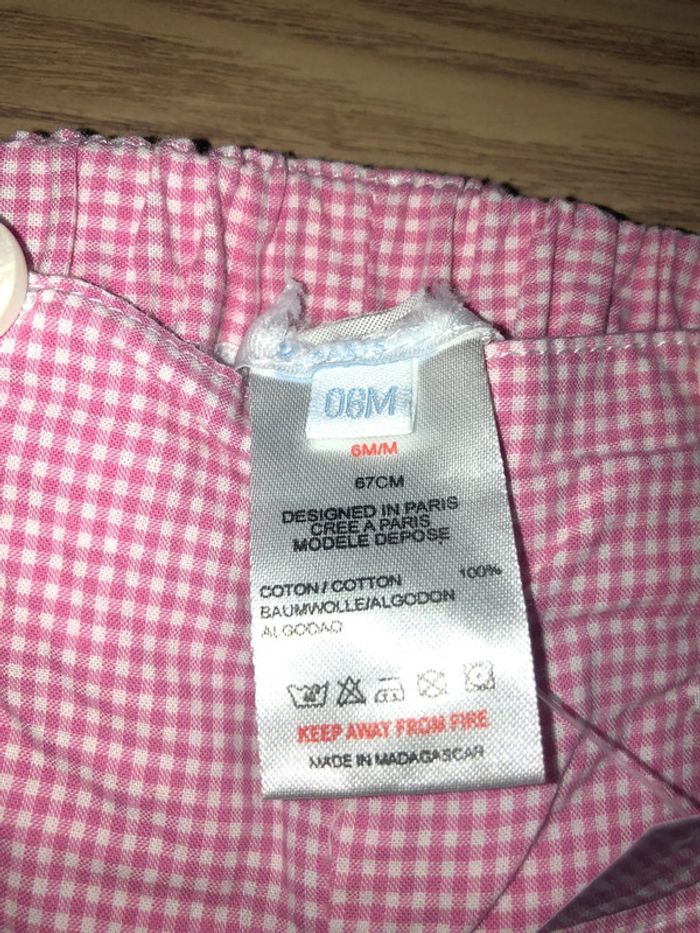 06M
6M/M
67CM
DESIGNED IN PARIS
CREE A PARIS
MODELE DEPOSE
COTON / COTTON 100%
BAUMWOLLE/ALGODON
ALGODAO
KEEP AWAY FROM FIRE
MADE IN MADAGASCAR